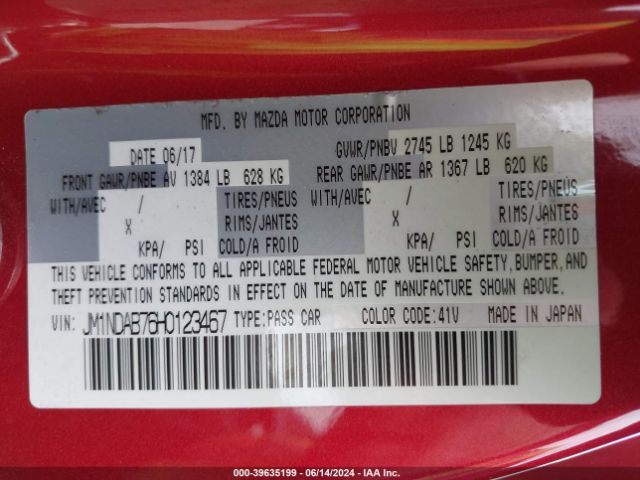 MFD. BY MAZDA MOTOR CORPORATION
DATE 06/17 GVWR/PNBV 2745 LB 1245 KG
FRONT GAWR/PNBE AV 1384 LB 628 KG REAR GAWR/PNBE AR 1367 LB 620 KG
WITH/AVEC / TIRES/PNEUS WITH/AVEC / TIRES/PNEUS
X RIMS/JANTES X RIMS/JANTES
KPA/ PSI COLD/A FROID KPA/ PSI COLD/A FROID
THIS VEHICLE CONFORMS TO ALL APPLICABLE FEDERAL MOTOR VEHICLE SAFETY, BUMPER, AND
THEFT PREVENTION STANDARDS IN EFFECT ON THE DATE OF MANUFACTURE SHOWN ABOVE.
VIN: JM1NDAB76H0123467 TYPE:PASS CAR COLOR CODE:41V MADE IN JAPAN
000-39635199 - 06/14/2024 - IAA Inc.